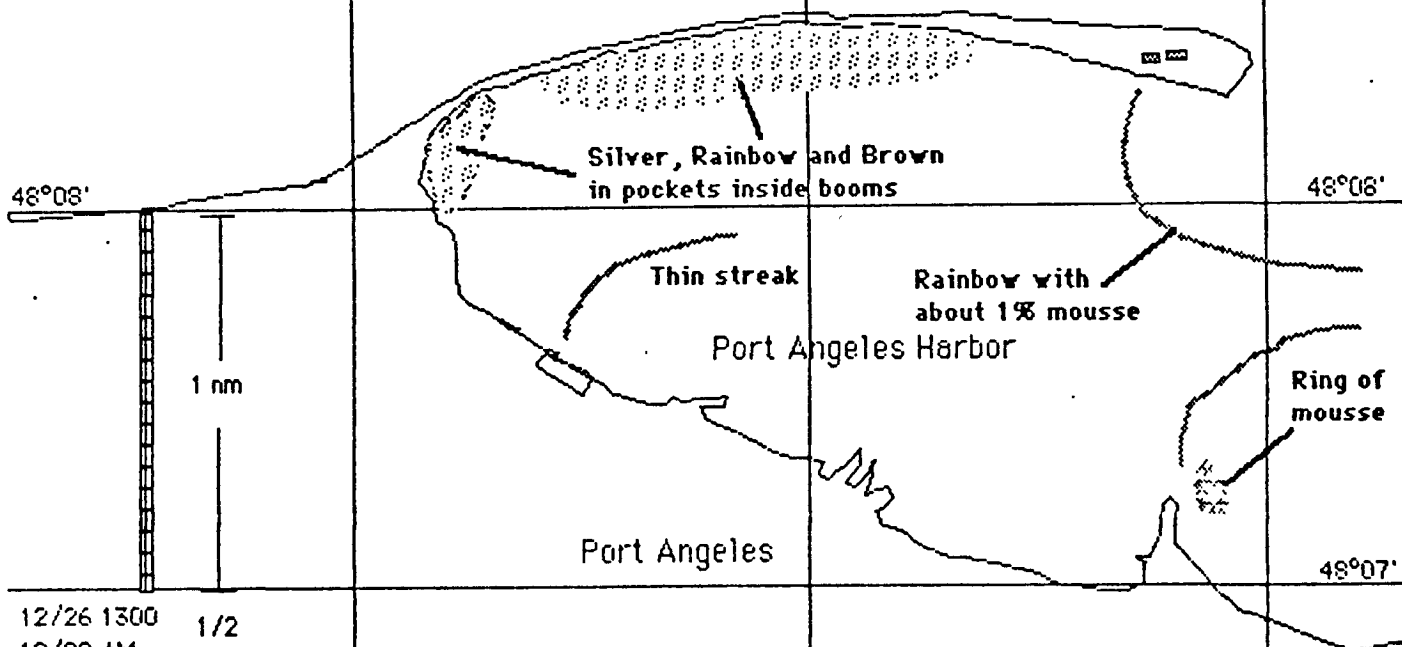 Silver, Rainbow and Brown
in pockets inside booms
48°08'
48°08'
Thin streak
Rainbow with
about 1% mousse
Port Angeles Harbor
1 nm
Ring of
mousse
Port Angeles
48°07'
12/26 1300
1/2